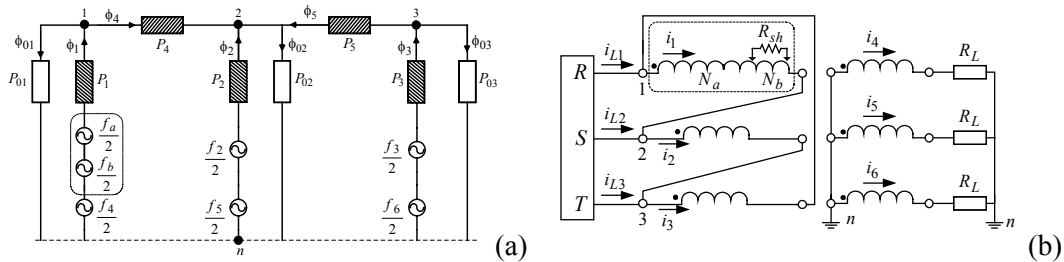 1 ϕ4 2 ϕ5 3
ϕ01 ϕ1 P4 ϕ2 ϕ02 P5 ϕ3 ϕ03
P01 P1 P2 P02 P3 P03
fa/2
fb/2 f2/2 f3/2
f4/2 f5/2 f6/2
n
(a)
R iL1 1 i1 Na Nb Rsh i4 RL
S iL2 2 i2 i5 RL
T iL3 3 i3 i6 RL
n n
(b)